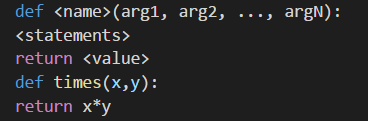 def <name>(arg1, arg2, ..., argN):
<statements>
return <value>
def times(x,y):
return x*y